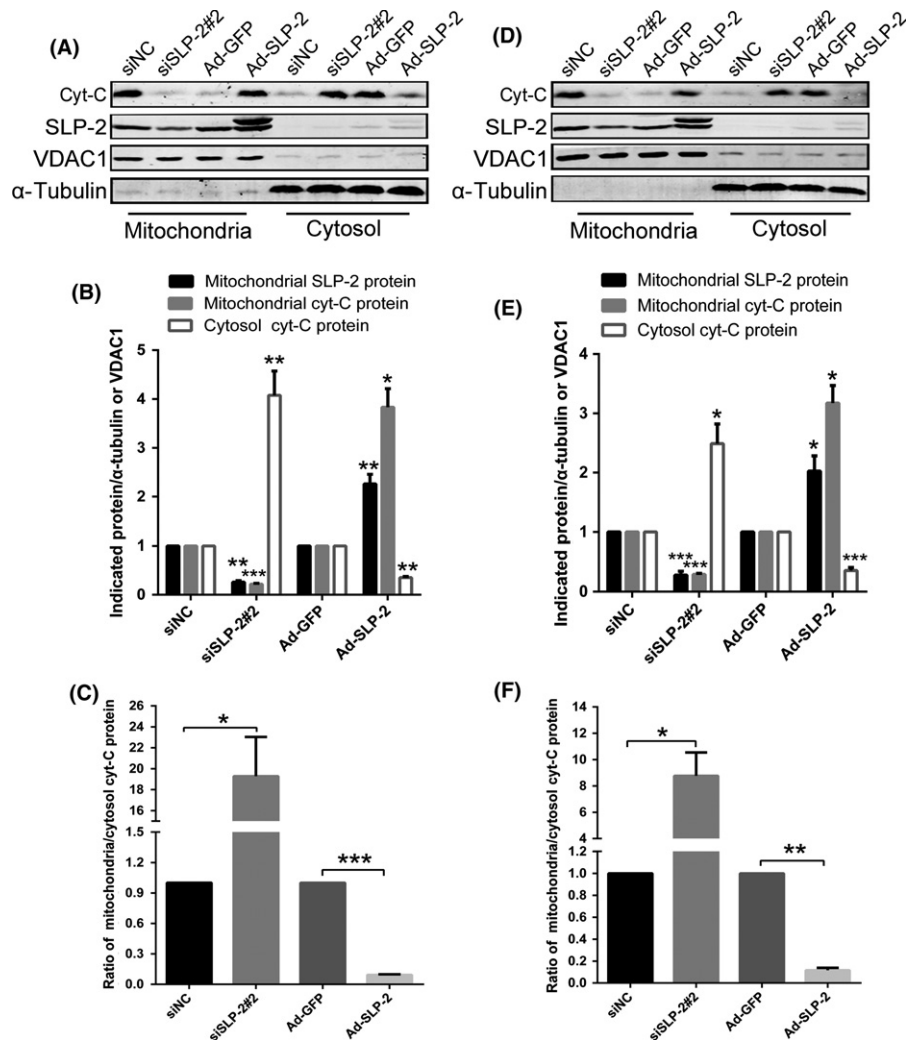 (A)
siNC siSLP-2#2 Ad-GFP Ad-SLP-2 siNC siSLP-2#2 Ad-GFP Ad-SLP-2
Cyt-C
SLP-2
VDAC1
α-Tubulin
Mitochondria Cytosol
(B)
Mitochondrial SLP-2 protein
Mitochondrial cyt-C protein
Cytosol cyt-C protein
Indicated protein/α-tubulin or VDAC1
5
4
3
2
1
0
** *** ** ** * **
siNC siSLP-2#2 Ad-GFP Ad-SLP-2
(C)
Ratio of mitochondria/cytosol cyt-C protein
26
24
22
20
18
16
1.5
1.2
0.9
0.6
0.3
0.0
* ***
siNC siSLP-2#2 Ad-GFP Ad-SLP-2
(D)
siNC siSLP-2#2 Ad-GFP Ad-SLP-2 siNC siSLP-2#2 Ad-GFP Ad-SLP-2
Cyt-C
SLP-2
VDAC1
α-Tubulin
Mitochondria Cytosol
(E)
Mitochondrial SLP-2 protein
Mitochondrial cyt-C protein
Cytosol cyt-C protein
Indicated protein/α-tubulin or VDAC1
4
3
2
1
0
*** *** * * * ***
siNC siSLP-2#2 Ad-GFP Ad-SLP-2
(F)
Ratio of mitochondria/cytosol cyt-C protein
14
12
10
8
6
4
1.2
1.0
0.8
0.6
0.4
0.2
0.0
* **
siNC siSLP-2#2 Ad-GFP Ad-SLP-2